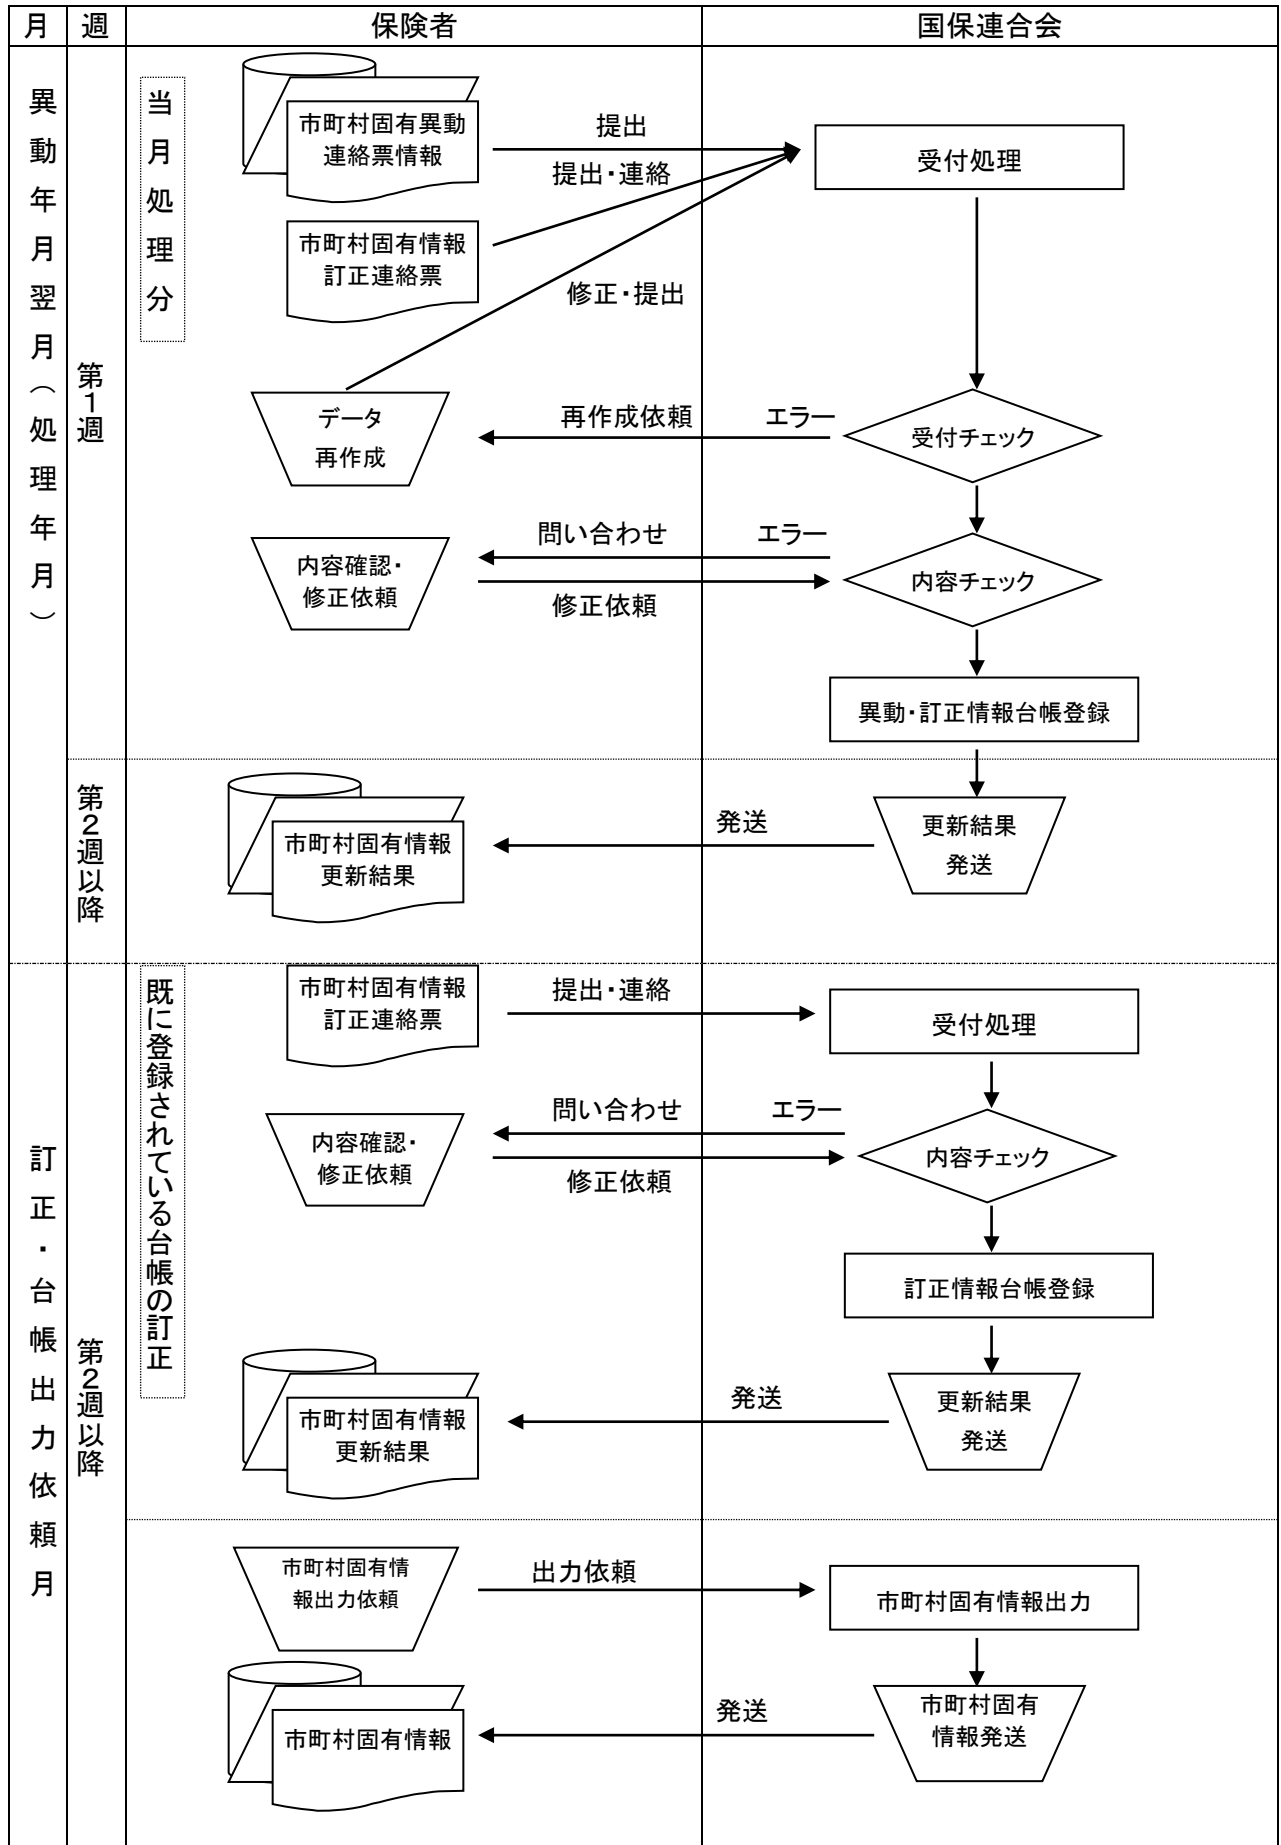 月
週
保険者
国保連合会
異動年月翌月（処理年月）
第１週
当月処理分
市町村固有異動
連絡票情報
提出
提出・連絡
受付処理
市町村固有情報
訂正連絡票
修正・提出
データ
再作成
再作成依頼
エラー
受付チェック
内容確認・
修正依頼
問い合わせ
エラー
修正依頼
内容チェック
異動・訂正情報台帳登録
第２週以降
市町村固有情報
更新結果
発送
更新結果
発送
訂正・台帳出力依頼月
第２週以降
既に登録されている台帳の訂正
市町村固有情報
訂正連絡票
提出・連絡
受付処理
内容確認・
修正依頼
問い合わせ
エラー
修正依頼
内容チェック
訂正情報台帳登録
市町村固有情報
更新結果
発送
更新結果
発送
市町村固有情
報出力依頼
出力依頼
市町村固有情報出力
市町村固有情報
発送
市町村固有
情報発送